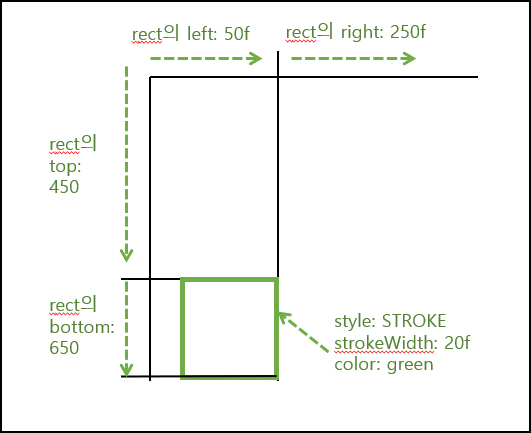 rect의 left: 50f
rect의 right: 250f
rect의
top:
450
rect의
bottom:
650
style: STROKE
strokeWidth: 20f
color: green